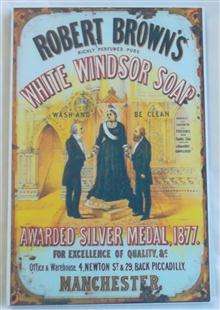 ROBERT BROWN'S
RICHLY PERFUMED PURE
WHITE WINDSOR SOAP
WASH AND BE CLEAN
AWARDED SILVER MEDAL, 1877.
FOR EXCELLENCE OF QUALITY, &c
Office & Warehouse. 4, NEWTON ST & 29, BACK PICCADILLY,
MANCHESTER.